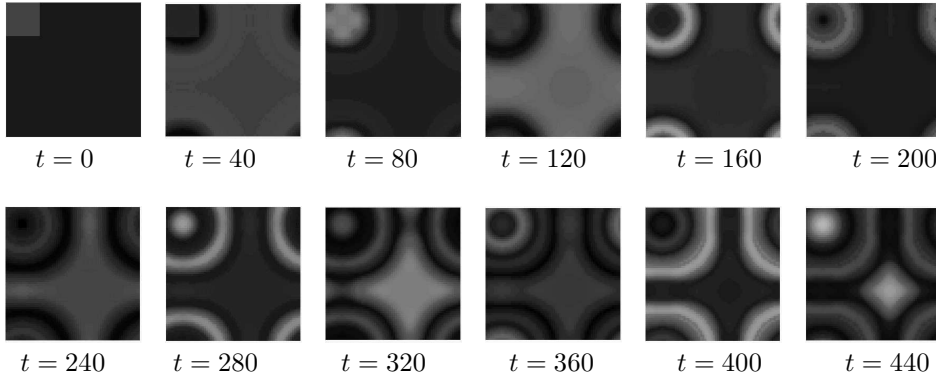 t = 0 t = 40 t = 80 t = 120 t = 160 t = 200
t = 240 t = 280 t = 320 t = 360 t = 400 t = 440